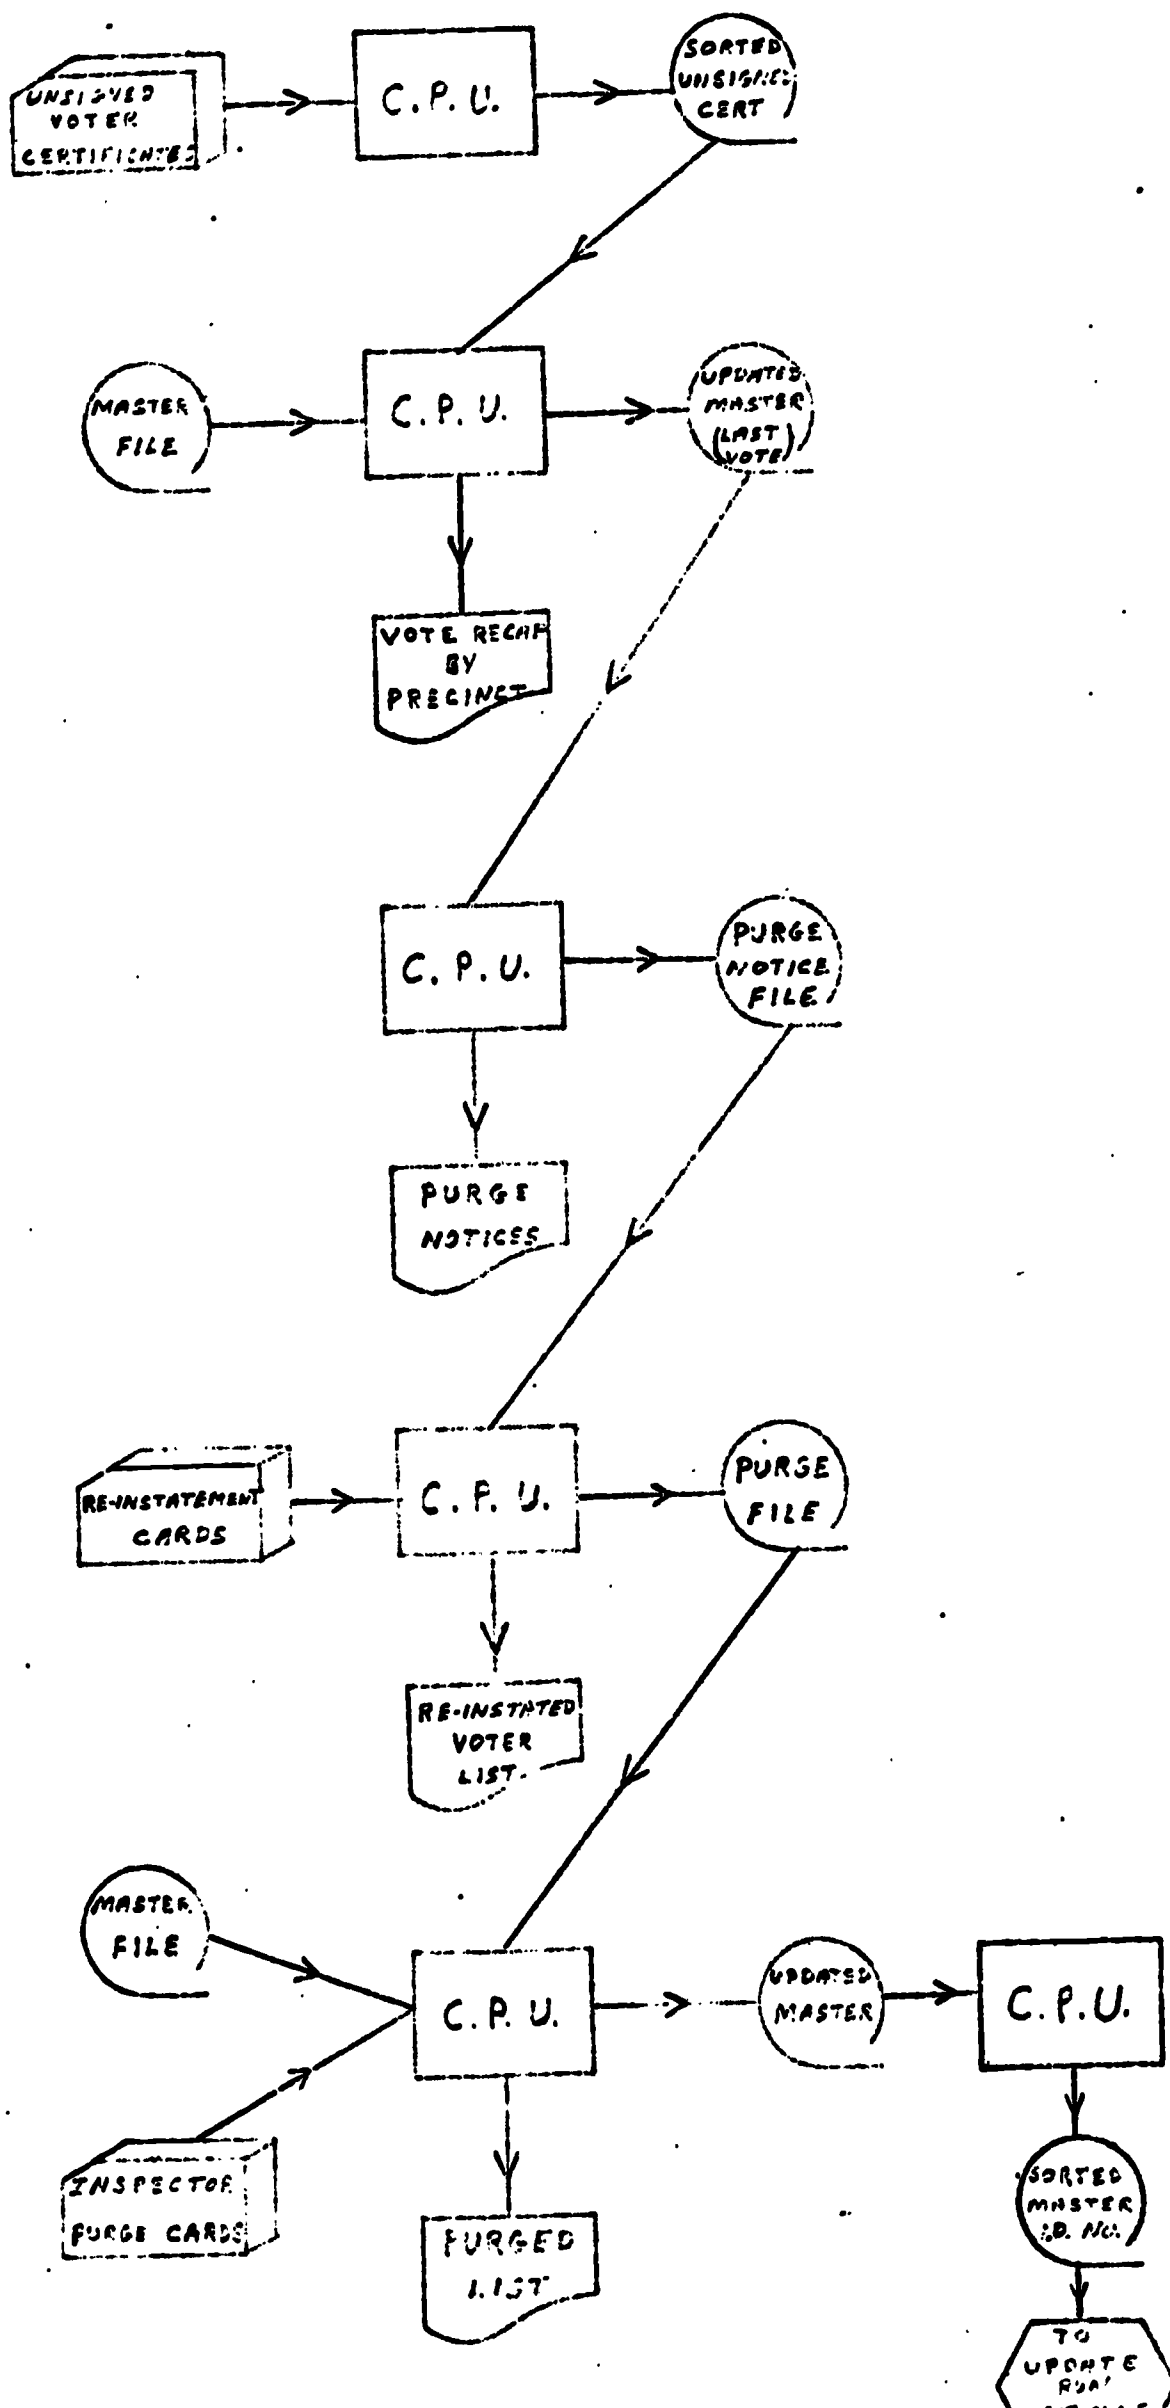 UNSIGNED
VOTER
CERTIFICATES
C.P.U.
SORTED
UNSIGNED
CERT
MASTER
FILE
C.P.U.
UPDATED
MASTER
(LAST
VOTE)
VOTE RECAP
BY
PRECINCT
C.P.U.
PURGE
NOTICE
FILE
PURGE
NOTICES
RE-INSTATEMENT
CARDS
C.P.U.
PURGE
FILE
RE-INSTATED
VOTER
LIST
MASTER
FILE
INSPECTOR
PURGE CARDS
C.P.U.
UPDATED
MASTER
C.P.U.
PURGED
LIST
SORTED
MASTER
I.D. NO.
TO
UPDATE
RUN